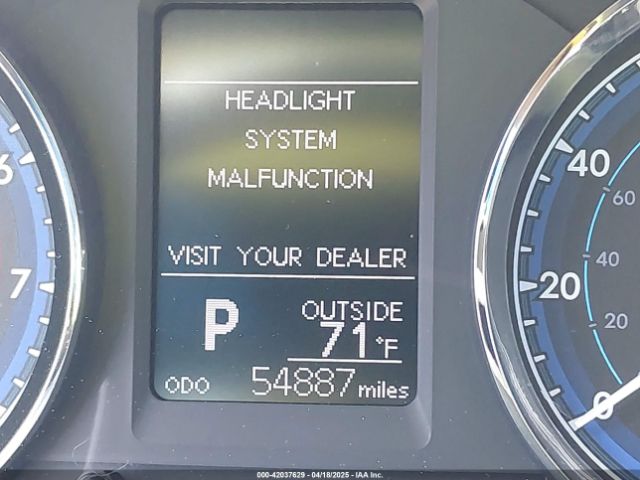 HEADLIGHT
SYSTEM
MALFUNCTION
VISIT YOUR DEALER
P
OUTSIDE
71°F
ODO 54887 miles
6
7
40
60
40
20
20
0
000-42037629 - 04/18/2025 - IAA Inc.